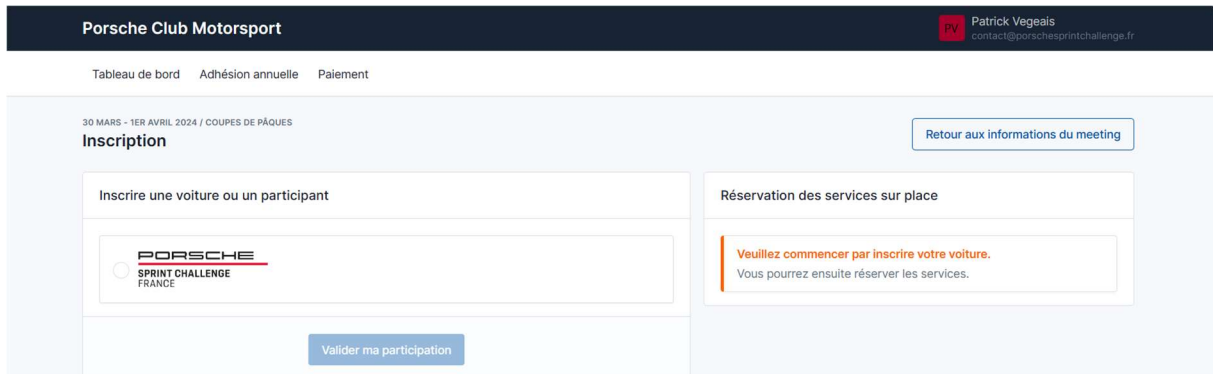 Porsche Club Motorsport
PV
Patrick Vegeais
contact@porschesprintchallenge.fr
Tableau de bord Adhésion annuelle Paiement
30 MARS - 1ER AVRIL 2024 / COUPES DE PÂQUES
Inscription
Retour aux informations du meeting
Inscrire une voiture ou un participant
PORSCHE
SPRINT CHALLENGE
FRANCE
Valider ma participation
Réservation des services sur place
Veuillez commencer par inscrire votre voiture.
Vous pourrez ensuite réserver les services.